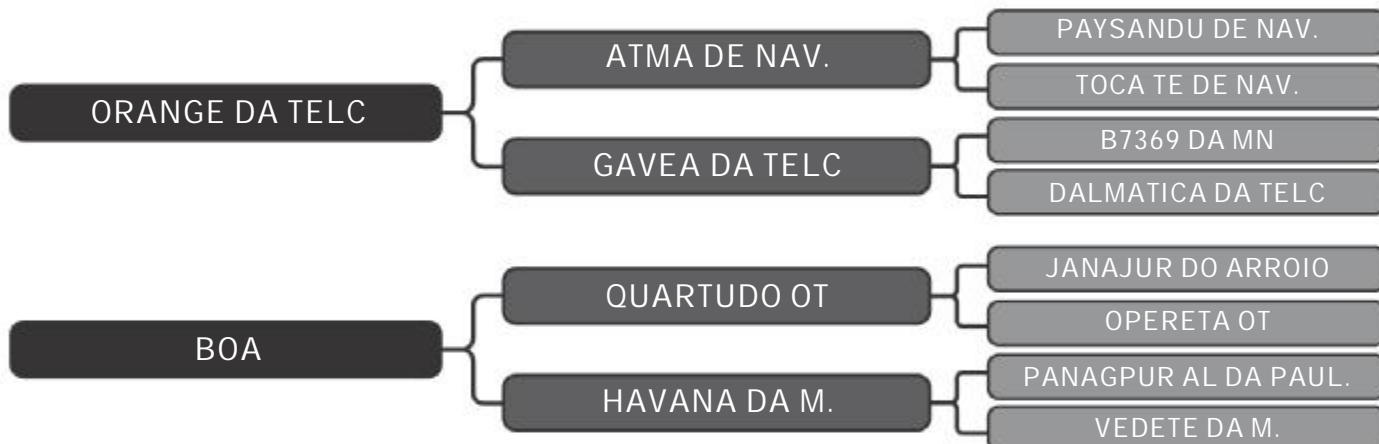 ORANGE DA TELC
ATMA DE NAV.
PAYSANDU DE NAV.
TOCA TE DE NAV.
GAVEA DA TELC
B7369 DA MN
DALMATICA DA TELC
BOA
QUARTUDO OT
JANAJUR DO ARROIO
OPERETA OT
HAVANA DA M.
PANAGPUR AL DA PAUL.
VEDETE DA M.